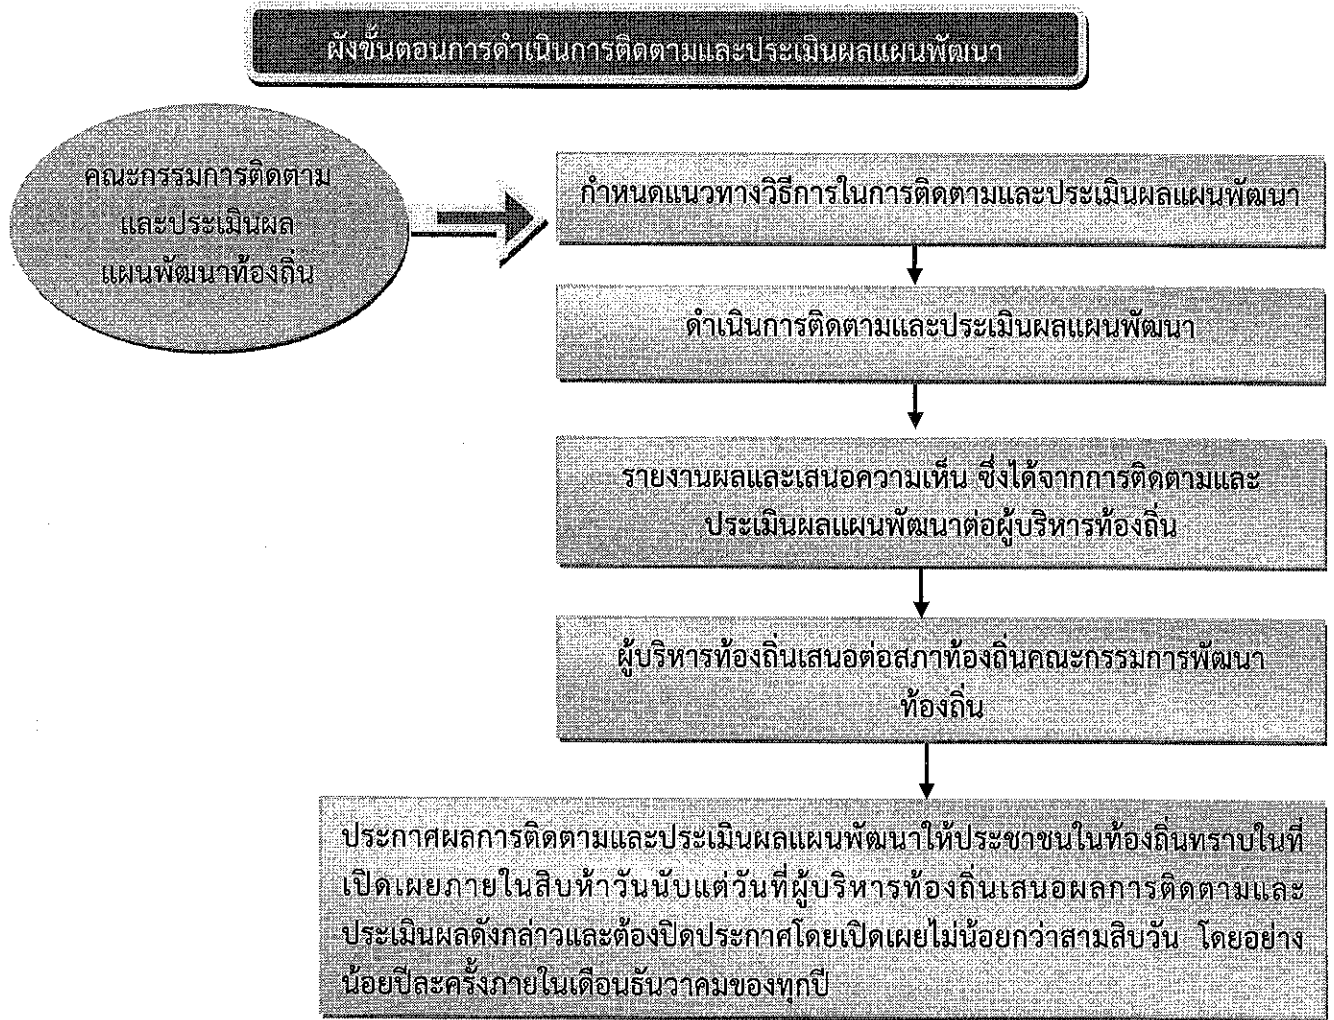 ผังขั้นตอนการดำเนินการติดตามและประเมินผลแผนพัฒนา
คณะกรรมการติดตาม
และประเมินผล
แผนพัฒนาท้องถิ่น
กำหนดแนวทางวิธีการในการติดตามและประเมินผลแผนพัฒนา
ดำเนินการติดตามและประเมินผลแผนพัฒนา
รายงานผลและเสนอความเห็น ซึ่งได้จากการติดตามและ
ประเมินผลแผนพัฒนาต่อผู้บริหารท้องถิ่น
ผู้บริหารท้องถิ่นเสนอต่อสภาท้องถิ่นคณะกรรมการพัฒนา
ท้องถิ่น
ประกาศผลการติดตามและประเมินผลแผนพัฒนาให้ประชาชนในท้องถิ่นทราบในที่
เปิดเผยภายในสิบห้าวันนับแต่วันที่ผู้บริหารท้องถิ่นเสนอผลการติดตามและ
ประเมินผลดังกล่าวและต้องปิดประกาศโดยเปิดเผยไม่น้อยกว่าสามสิบวัน โดยอย่าง
น้อยปีละครั้งภายในเดือนธันวาคมของทุกปี